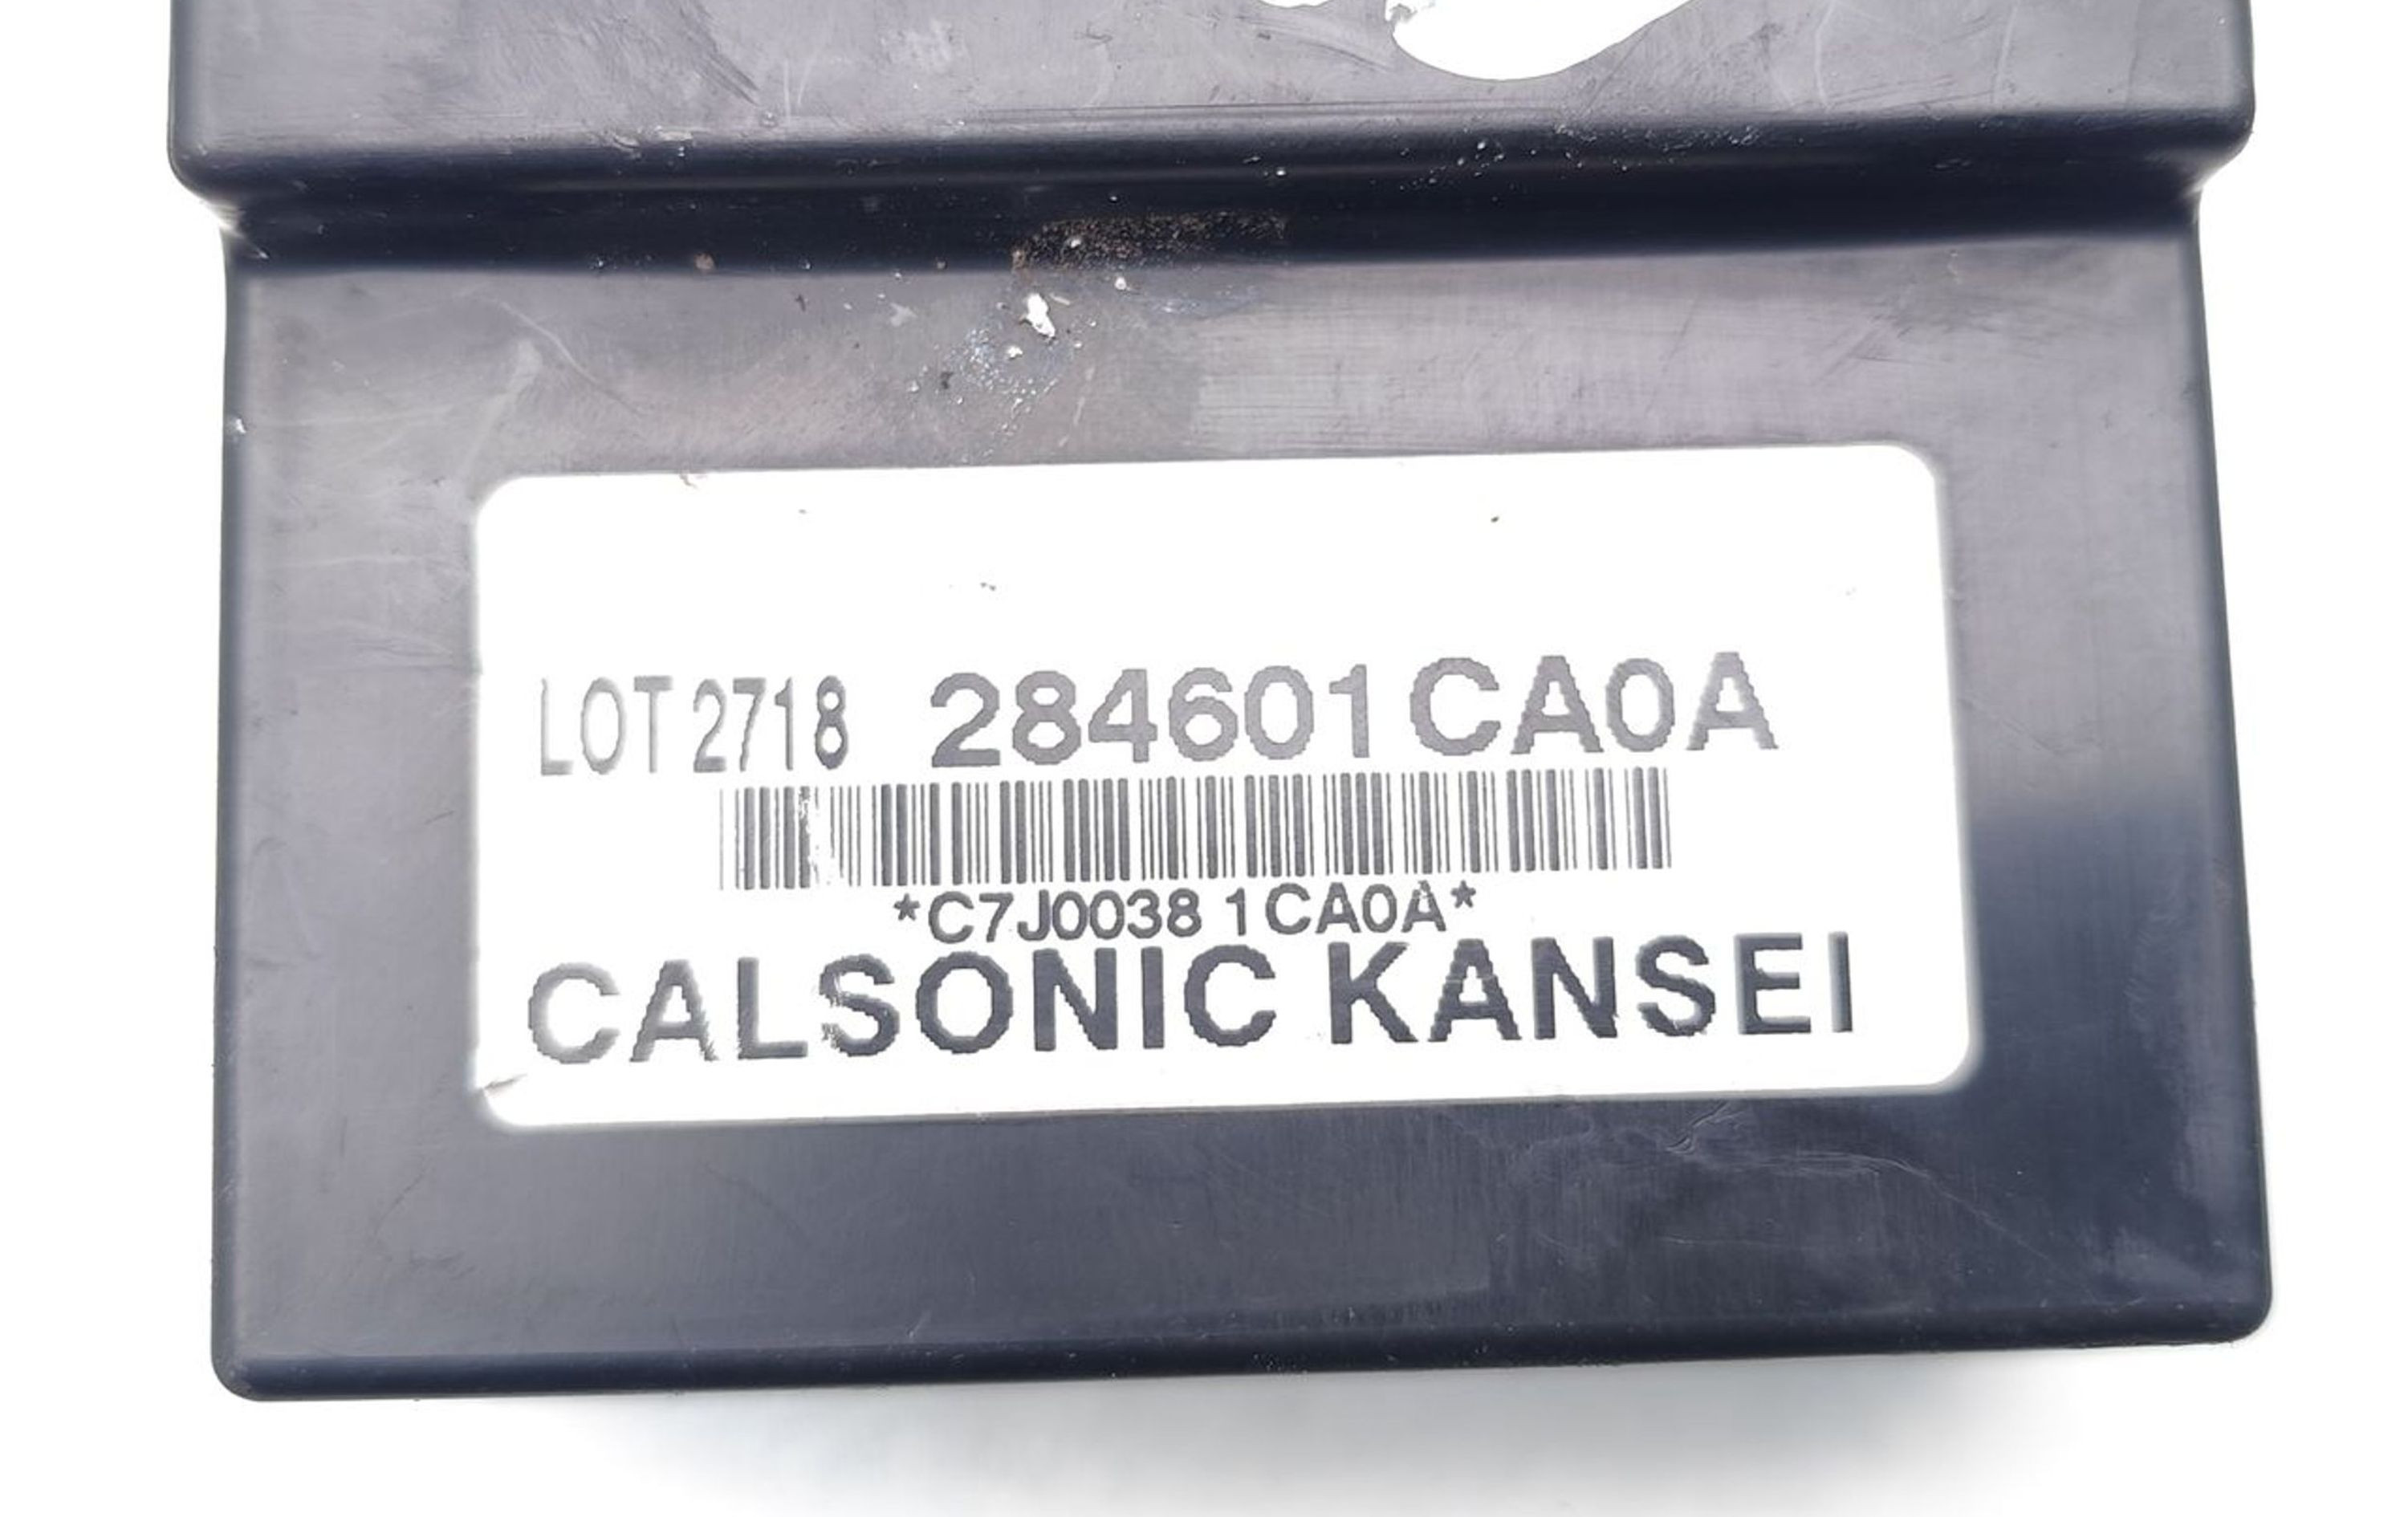 LOT 2718 284601CA0A
*C7J0038 1CA0A*
CALSONIC KANSEI